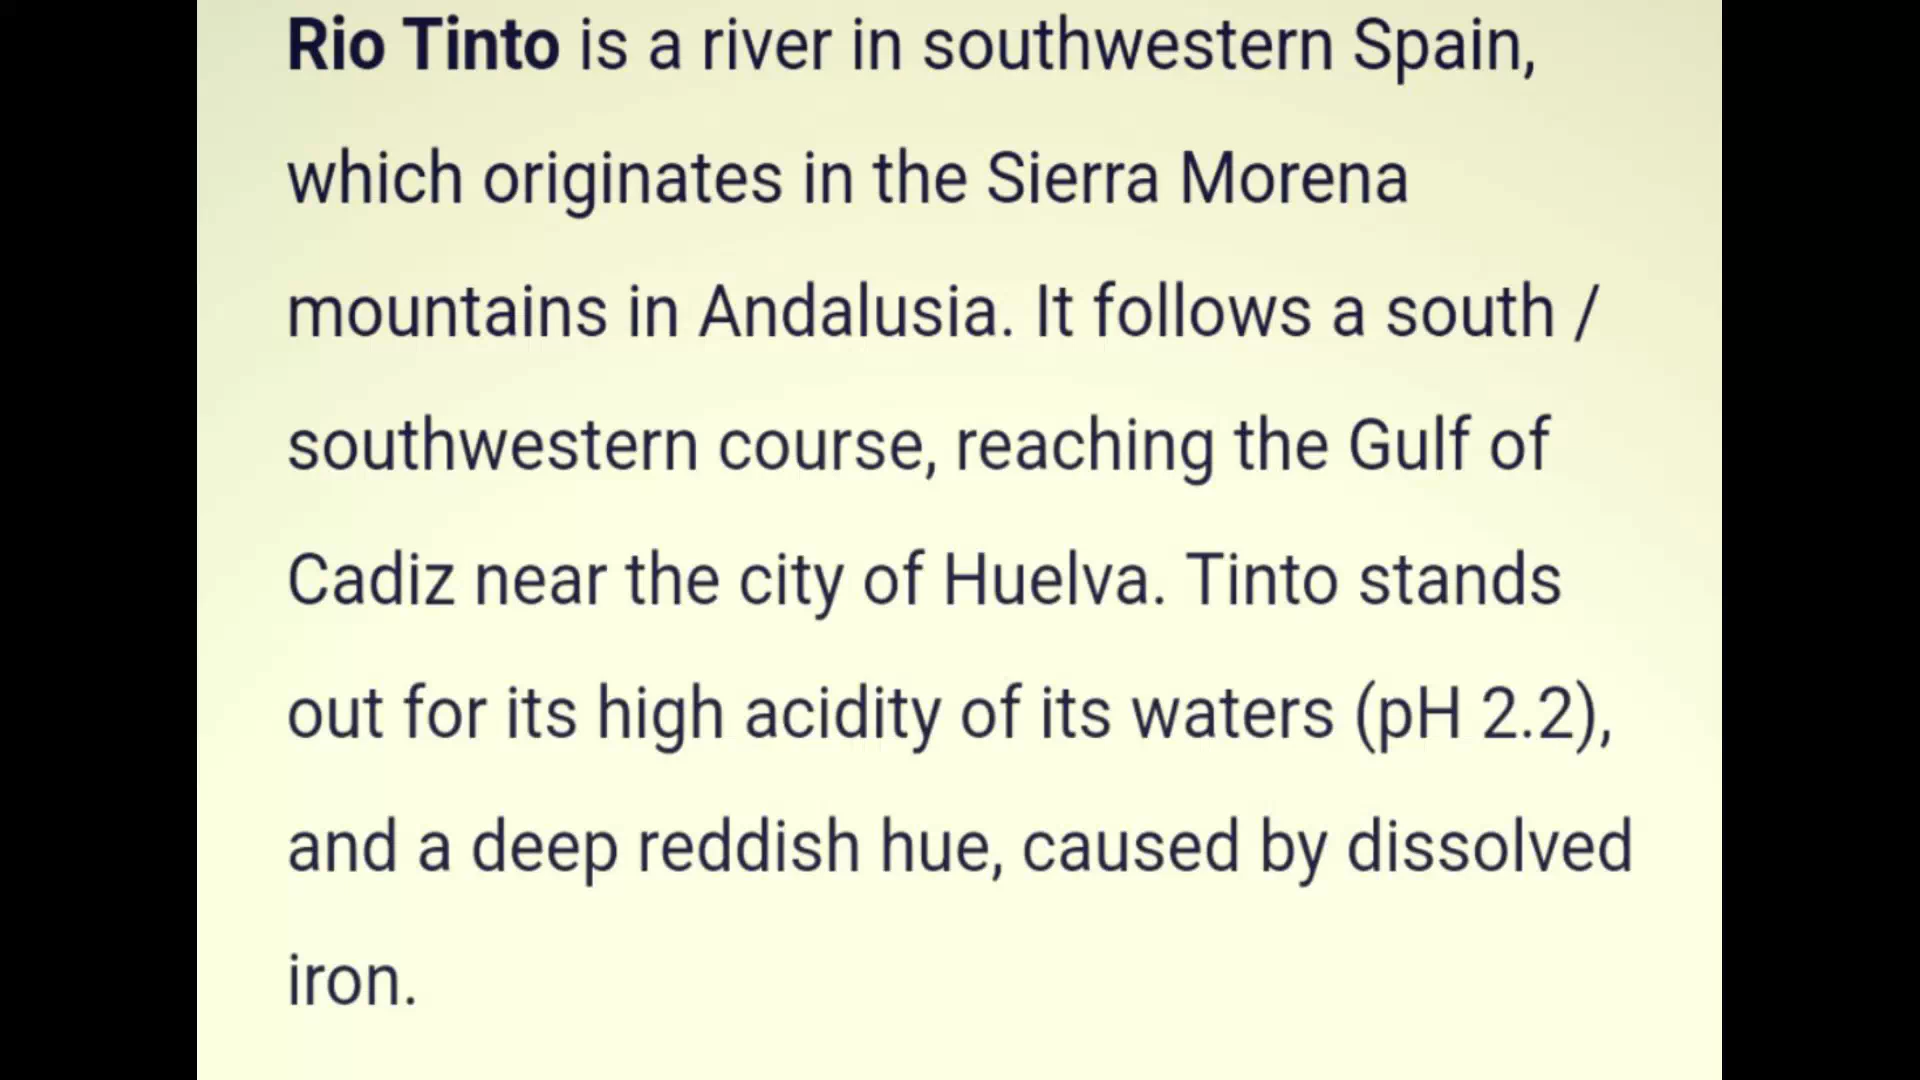 Rio Tinto is a river in southwestern Spain,
which originates in the Sierra Morena
mountains in Andalusia. It follows a south /
southwestern course, reaching the Gulf of
Cadiz near the city of Huelva. Tinto stands
out for its high acidity of its waters (pH 2.2),
and a deep reddish hue, caused by dissolved
iron.